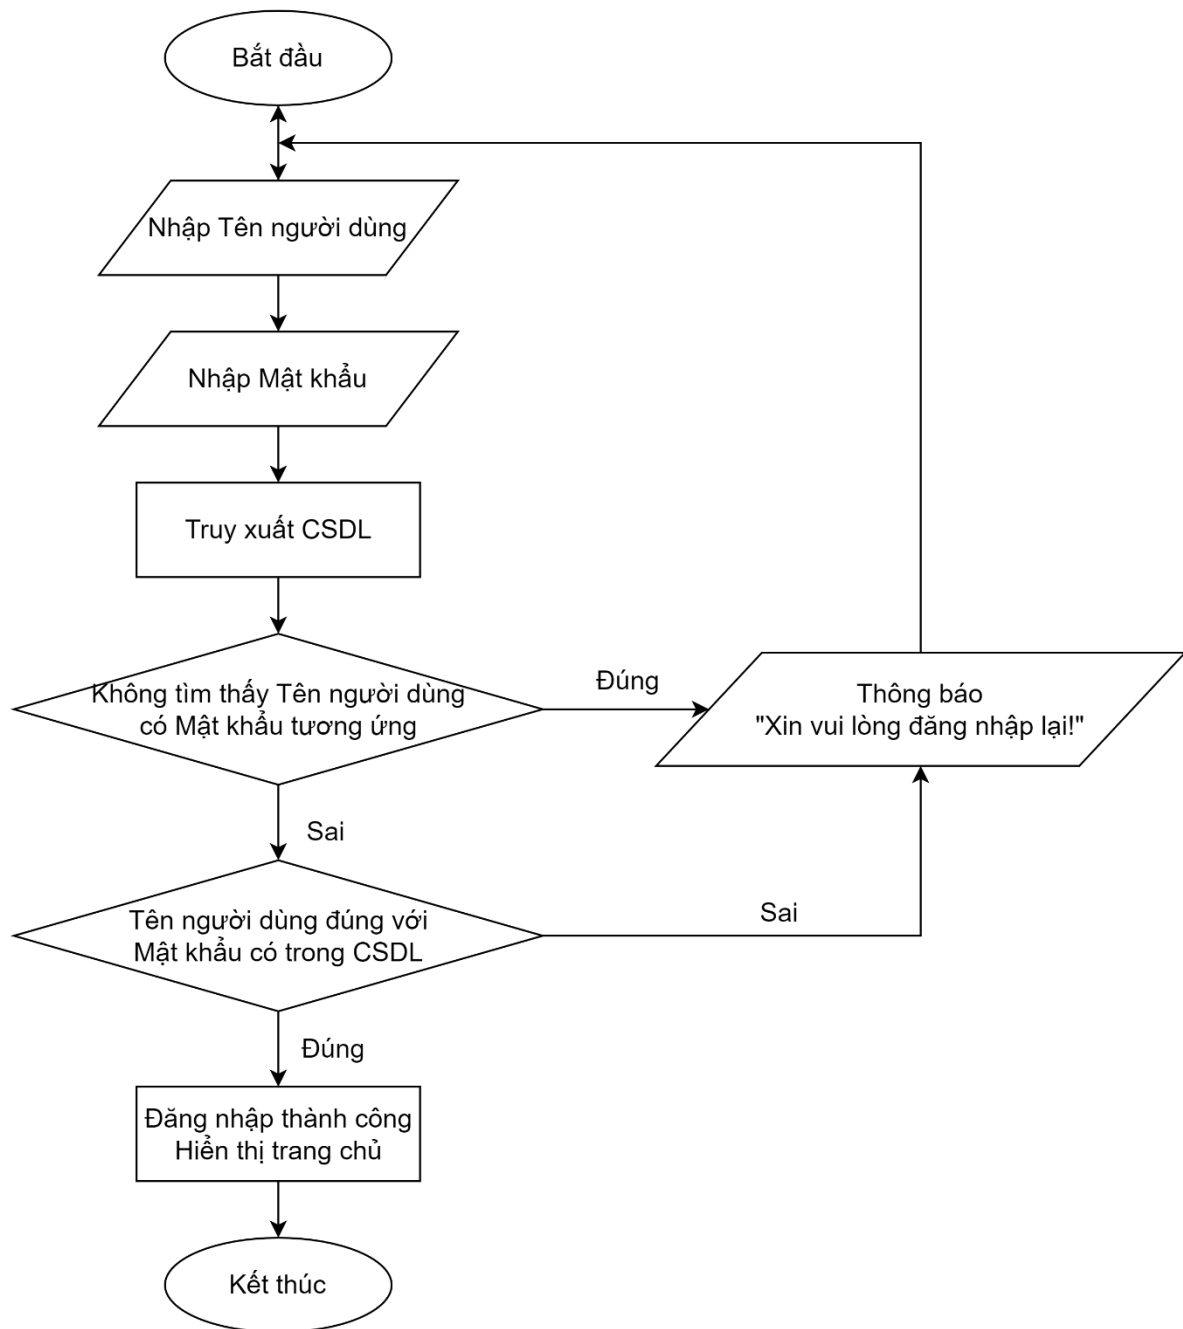 Bắt đầu
Nhập Tên người dùng
Nhập Mật khẩu
Truy xuất CSDL
Không tìm thấy Tên người dùng
có Mật khẩu tương ứng
Đúng
Thông báo
"Xin vui lòng đăng nhập lại!"
Sai
Tên người dùng đúng với
Mật khẩu có trong CSDL
Sai
Đúng
Đăng nhập thành công
Hiển thị trang chủ
Kết thúc